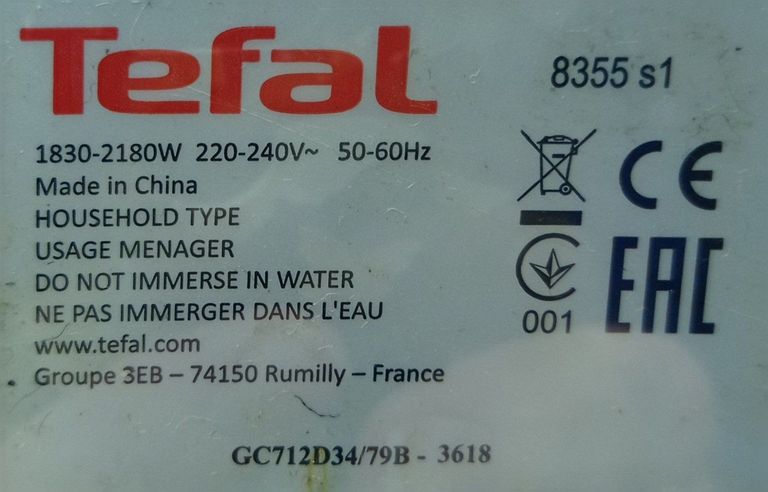 Tefal
8355 s1
1830-2180W 220-240V~ 50-60Hz
Made in China
HOUSEHOLD TYPE
USAGE MENAGER
DO NOT IMMERSE IN WATER
NE PAS IMMERGER DANS L'EAU
www.tefal.com
Groupe 3EB – 74150 Rumilly – France
CE
001
EAC
GC712D34/79B - 3618